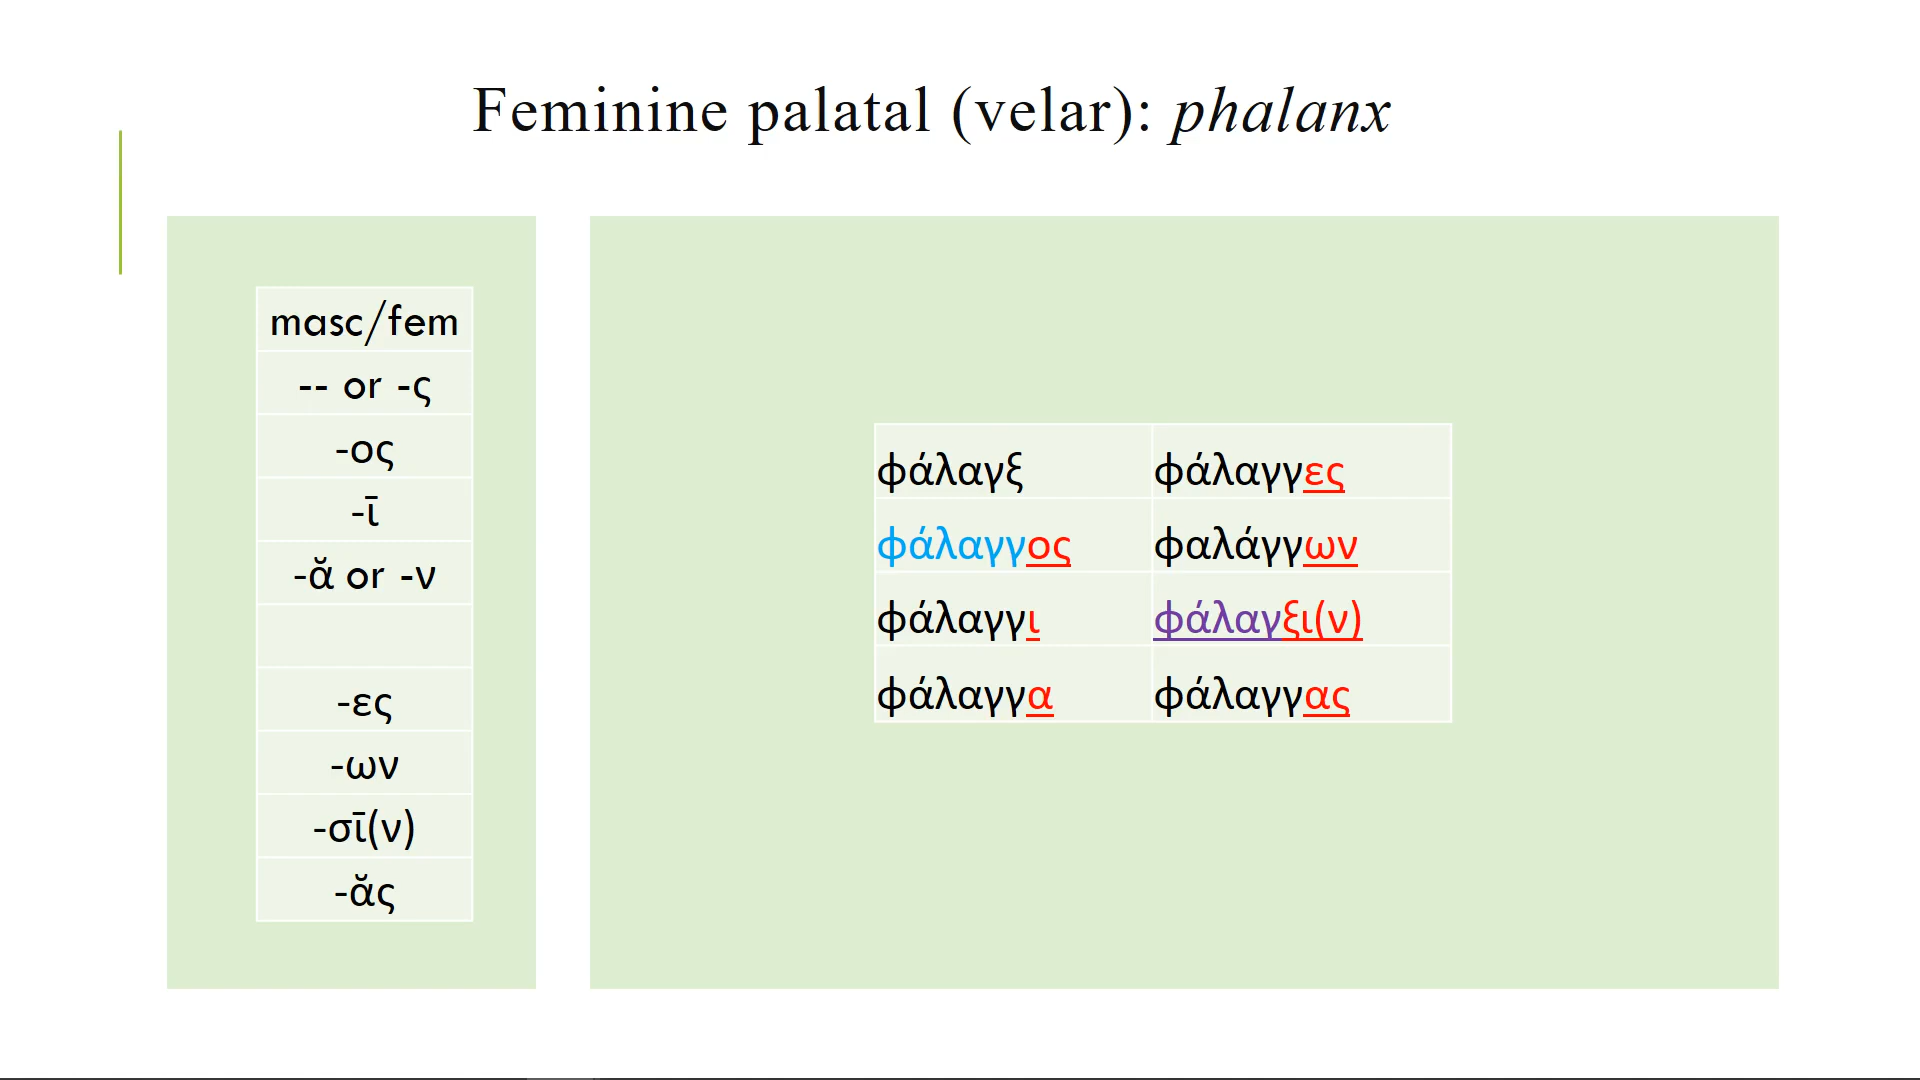 Feminine palatal (velar): phalanx
masc/fem
-- or -ς
-ος
-ῑ
-ᾰ or -ν
-ες
-ων
-σῑ(ν)
-ᾰς
φάλαγξ φάλαγγες
φάλαγγος φαλάγγων
φάλαγγι φάλαγξι(ν)
φάλαγγα φάλαγγας